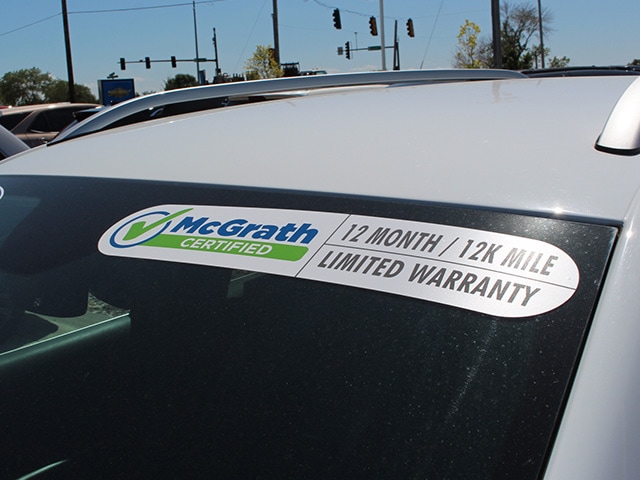 McGrath
CERTIFIED
12 MONTH / 12K MILE
LIMITED WARRANTY